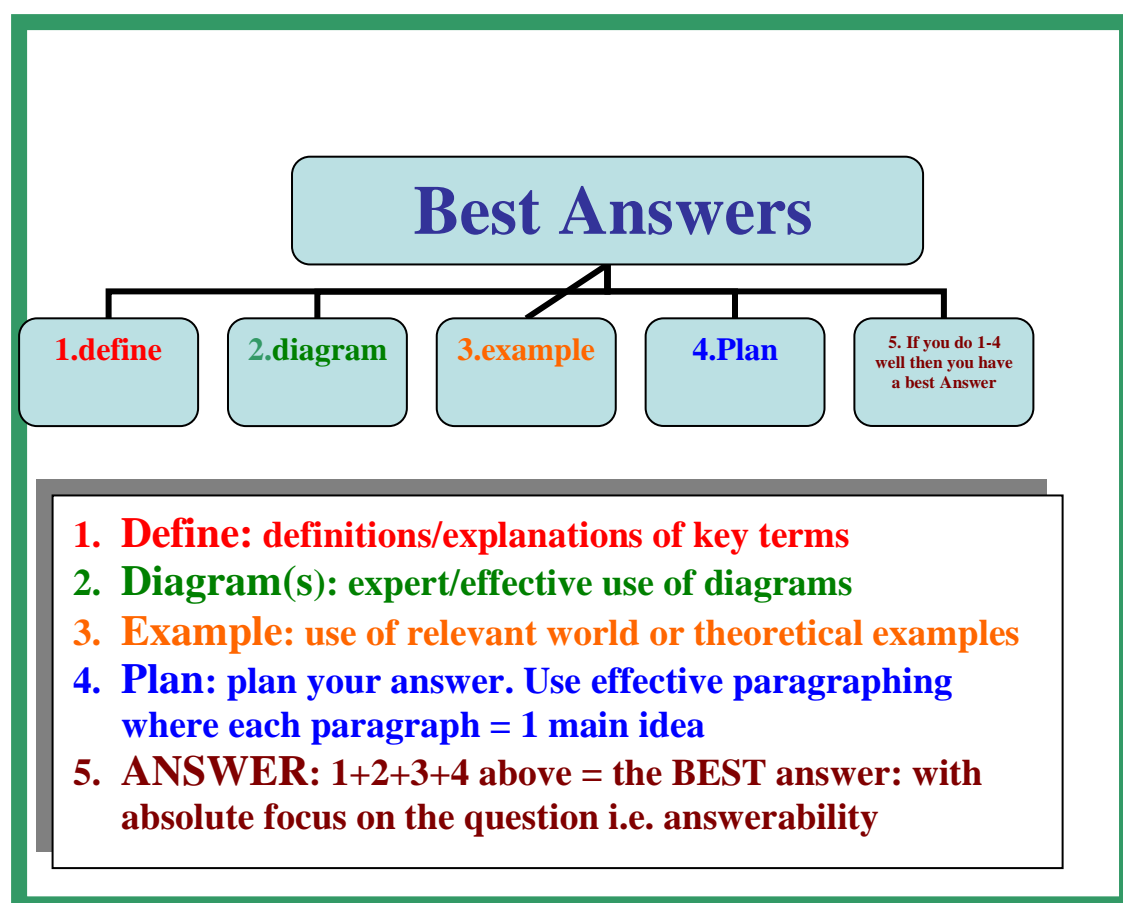 Best Answers
1.define
2.diagram
3.example
4.Plan
5. If you do 1-4
well then you have
a best Answer
1. Define: definitions/explanations of key terms
2. Diagram(s): expert/effective use of diagrams
3. Example: use of relevant world or theoretical examples
4. Plan: plan your answer. Use effective paragraphing
where each paragraph = 1 main idea
5. ANSWER: 1+2+3+4 above = the BEST answer: with
absolute focus on the question i.e. answerability